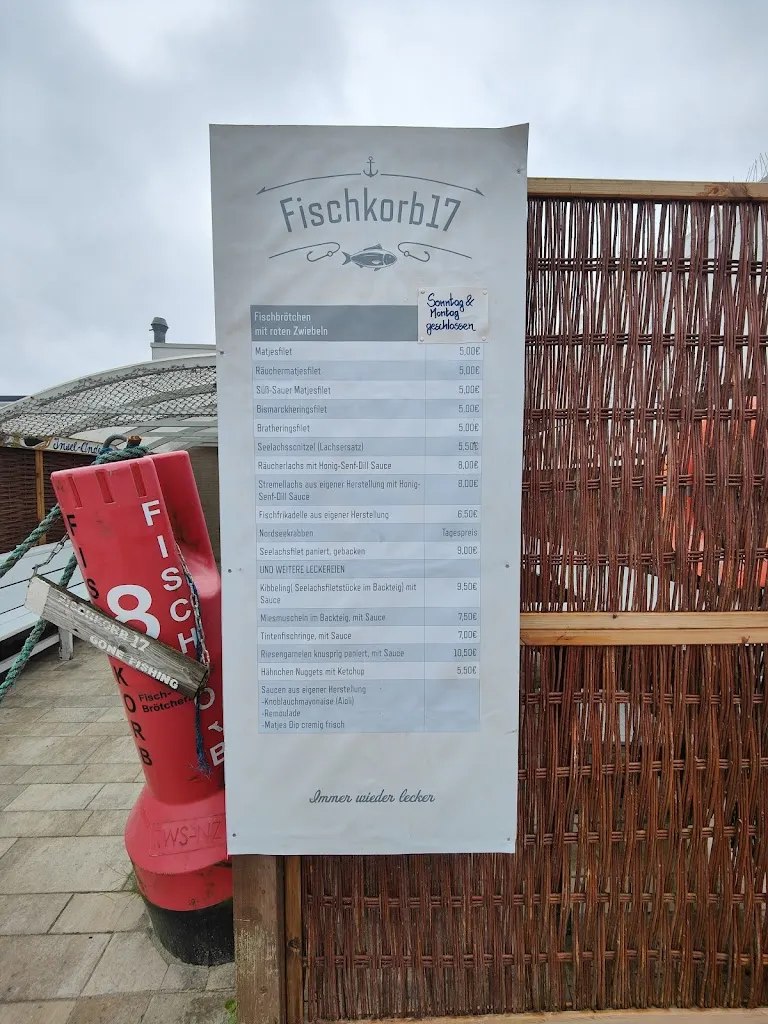 Fischkorb17
Fischbrötchen
mit roten Zwiebeln
Sonntag &
Montag
geschlossen
Matjesfilet 5,00€
Räuchermatjesfilet 5,00€
Süß-Sauer Matjesfilet 5,00€
Bismarckheringsfilet 5,00€
Bratheringsfilet 5,00€
Seelachsscnitzel (Lachsersatz) 5,50€
Räucherlachs mit Honig-Senf-Dill Sauce 8,00€
Stremellachs aus eigener Herstellung mit Honig- 8,00€
Senf-Dill Sauce
Fischfrikadelle aus eigener Herstellung 6,50€
Nordseekrabben Tagespreis
Seelachsfilet paniert, gebacken 9,00€
UND WEITERE LECKEREIEN
Kibbeling( Seelachsfiletstücke im Backteig) mit 9,50€
Sauce
Miesmuscheln im Backteig, mit Sauce 7,50€
Tintenfischringe, mit Sauce 7,00€
Riesengarnelen knusprig paniert, mit Sauce 10,50€
Hähnchen Nuggets mit Ketchup 5,50€
Saucen aus eigener Herstellung
-Knoblauchmayonnaise (Aioli)
-Remoulade
-Matjes Dip cremig frisch
Immer wieder lecker
FISCHKORB
8
Fisch-
Brötchen
FISCHKORB 17
GONE FISHING